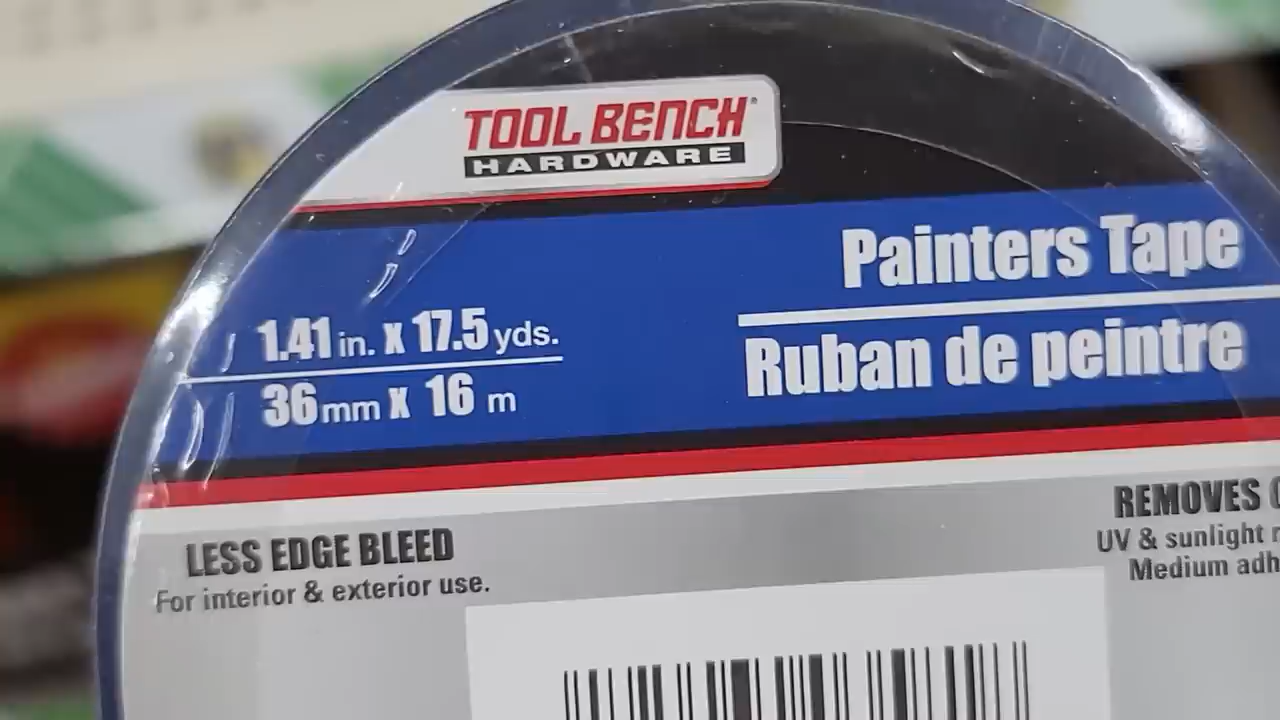 TOOL BENCH®
HARDWARE
Painters Tape
Ruban de peintre
1.41 in. x 17.5 yds.
36 mm x 16 m
LESS EDGE BLEED
For interior & exterior use.
REMOVES
UV & sunlight
Medium